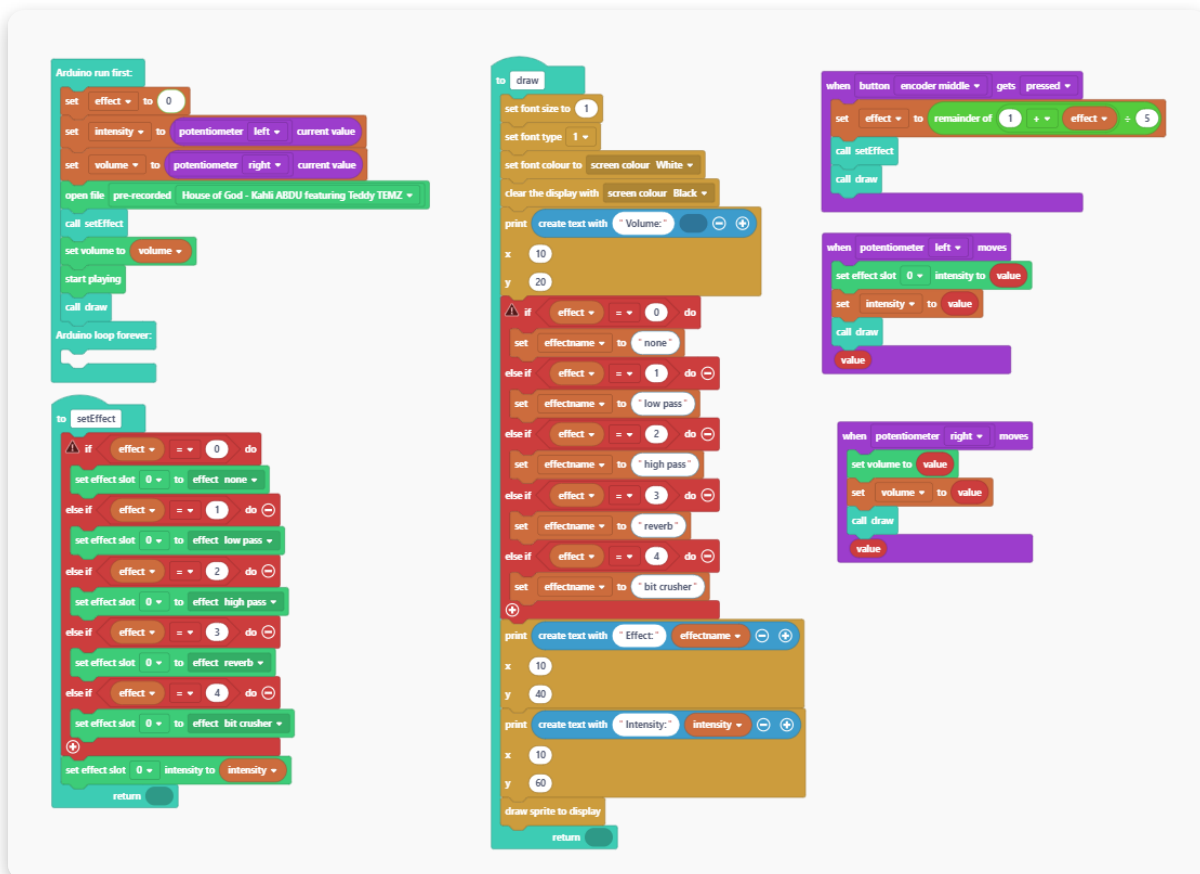 Arduino run first:
set effect to 0
set intensity to potentiometer left current value
set volume to potentiometer right current value
open file pre-recorded House of God - Kahli ABDU featuring Teddy TEMZ
call setEffect
set volume to volume
start playing
call draw
Arduino loop forever:
to setEffect
if effect = 0 do
set effect slot 0 to effect none
else if effect = 1 do
set effect slot 0 to effect low pass
else if effect = 2 do
set effect slot 0 to effect high pass
else if effect = 3 do
set effect slot 0 to effect reverb
else if effect = 4 do
set effect slot 0 to effect bit crusher
set effect slot 0 intensity to intensity
return
to draw
set font size to 1
set font type 1
set font colour to screen colour White
clear the display with screen colour Black
print create text with "Volume:"
x 10
y 20
if effect = 0 do
set effectname to "none"
else if effect = 1 do
set effectname to "low pass"
else if effect = 2 do
set effectname to "high pass"
else if effect = 3 do
set effectname to "reverb"
else if effect = 4 do
set effectname to "bit crusher"
print create text with "Effect:" effectname
x 10
y 40
print create text with "Intensity:" intensity
x 10
y 60
draw sprite to display
return
when button encoder middle gets pressed
set effect to remainder of 1 + effect ÷ 5
call setEffect
call draw
when potentiometer left moves
set effect slot 0 intensity to value
set intensity to value
call draw
value
when potentiometer right moves
set volume to value
set volume to value
call draw
value